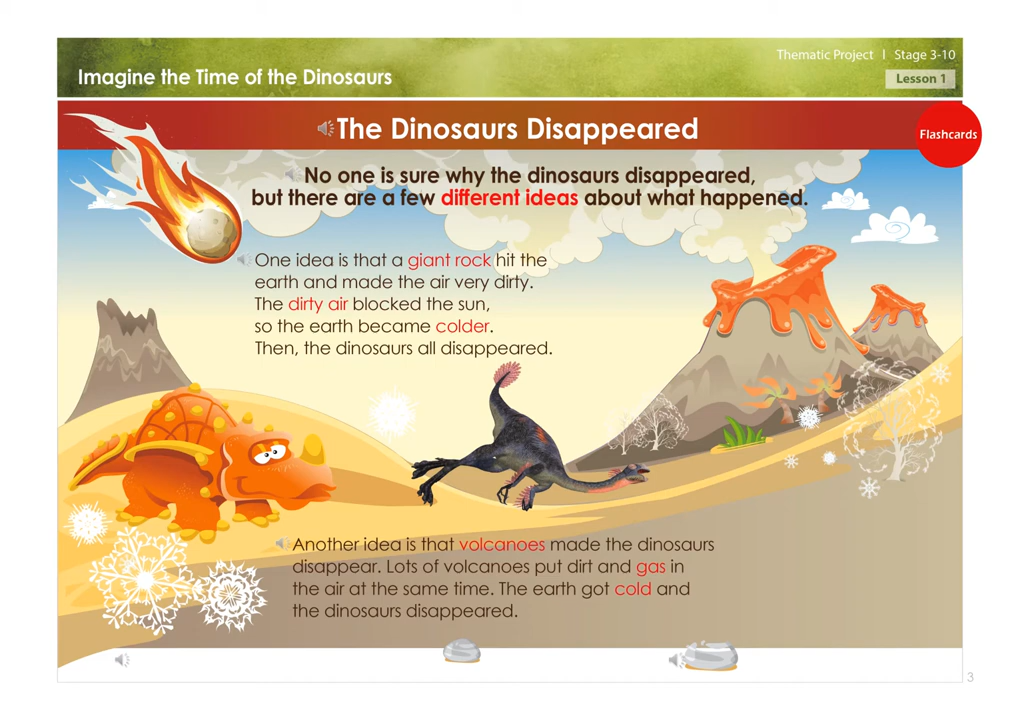 Thematic Project | Stage 3-10
Imagine the Time of the Dinosaurs
Lesson 1
The Dinosaurs Disappeared
Flashcards
No one is sure why the dinosaurs disappeared,
but there are a few different ideas about what happened.
One idea is that a giant rock hit the
earth and made the air very dirty.
The dirty air blocked the sun,
so the earth became colder.
Then, the dinosaurs all disappeared.
Another idea is that volcanoes made the dinosaurs
disappear. Lots of volcanoes put dirt and gas in
the air at the same time. The earth got cold and
the dinosaurs disappeared.
3